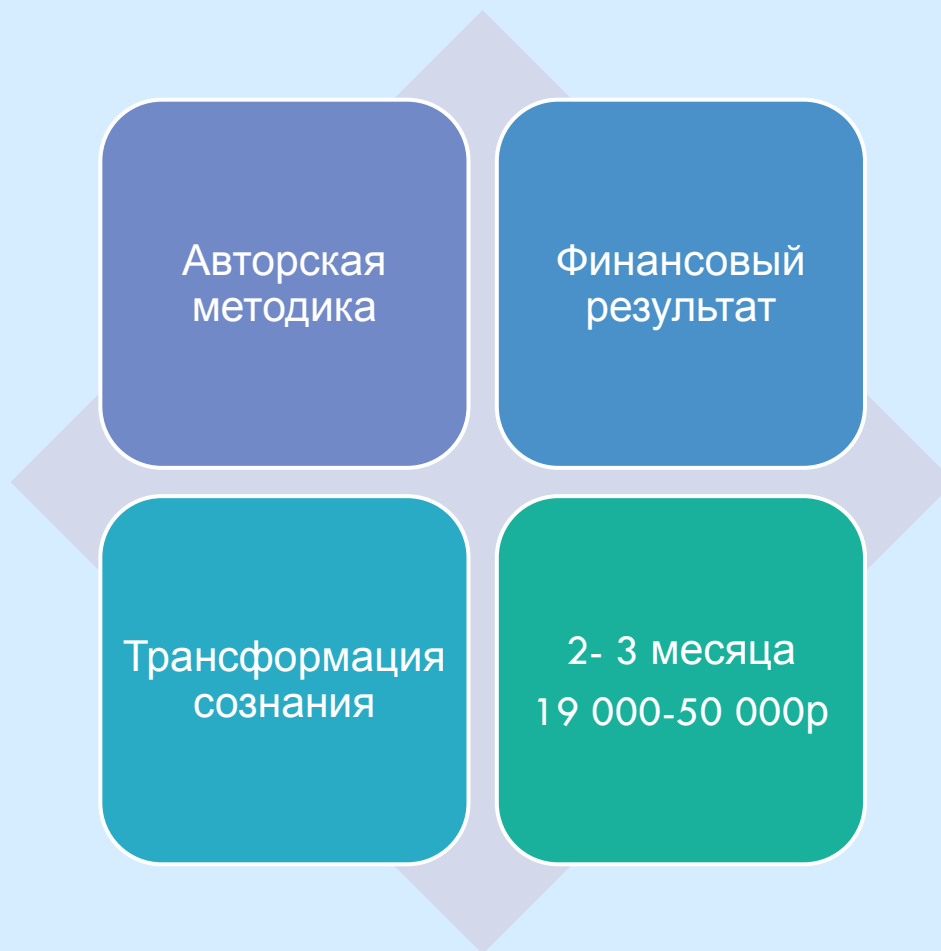 Авторская
методика
Финансовый
результат
Трансформация
сознания
2- 3 месяца
19 000-50 000р